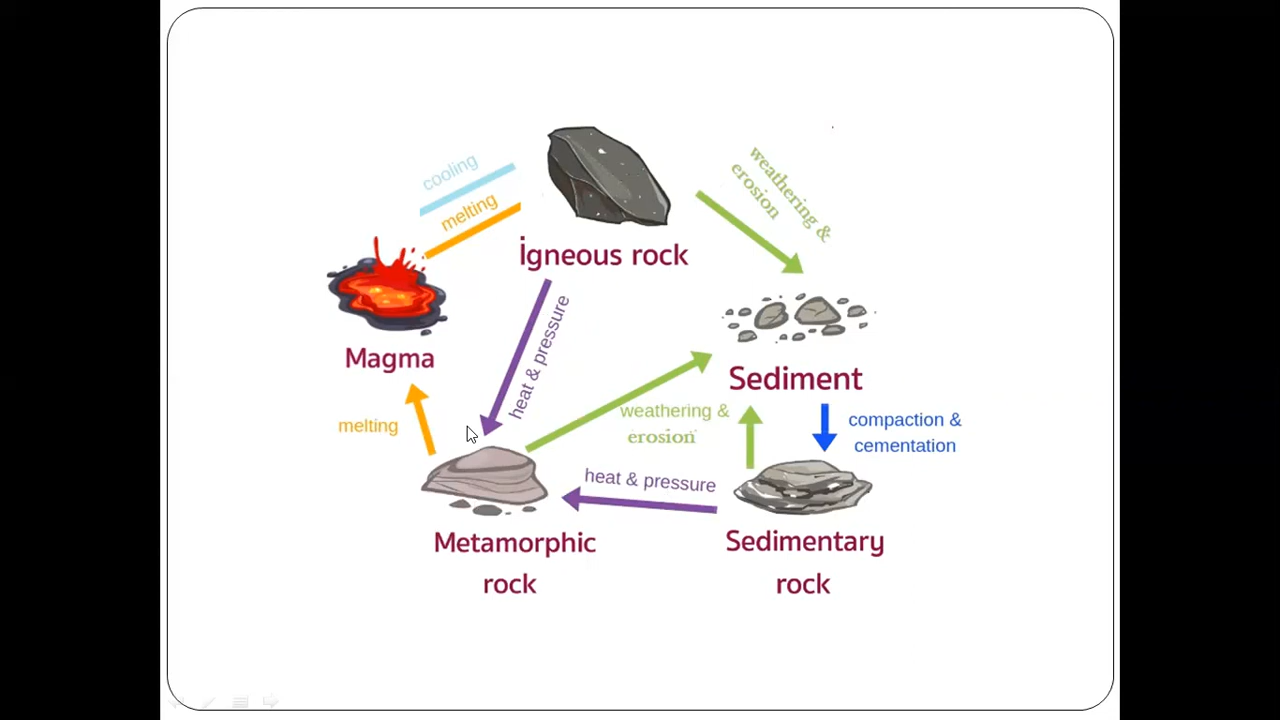 cooling
melting
weathering &
erosion
İgneous rock
heat & pressure
Magma
Sediment
melting
weathering &
erosion
compaction &
cementation
heat & pressure
Metamorphic
rock
Sedimentary
rock